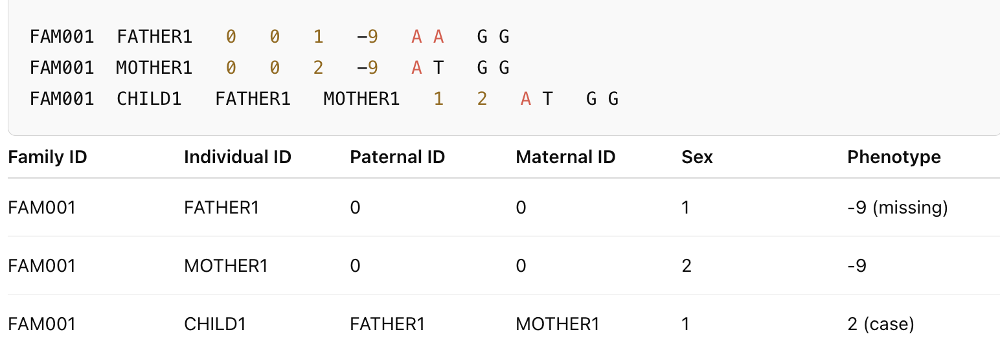 FAM001  FATHER1   0   0   1   −9   A A   G G
FAM001  MOTHER1   0   0   2   −9   A T   G G
FAM001  CHILD1   FATHER1   MOTHER1   1   2   A T   G G
Family ID Individual ID Paternal ID Maternal ID Sex Phenotype
FAM001 FATHER1 0 0 1 -9 (missing)
FAM001 MOTHER1 0 0 2 -9
FAM001 CHILD1 FATHER1 MOTHER1 1 2 (case)